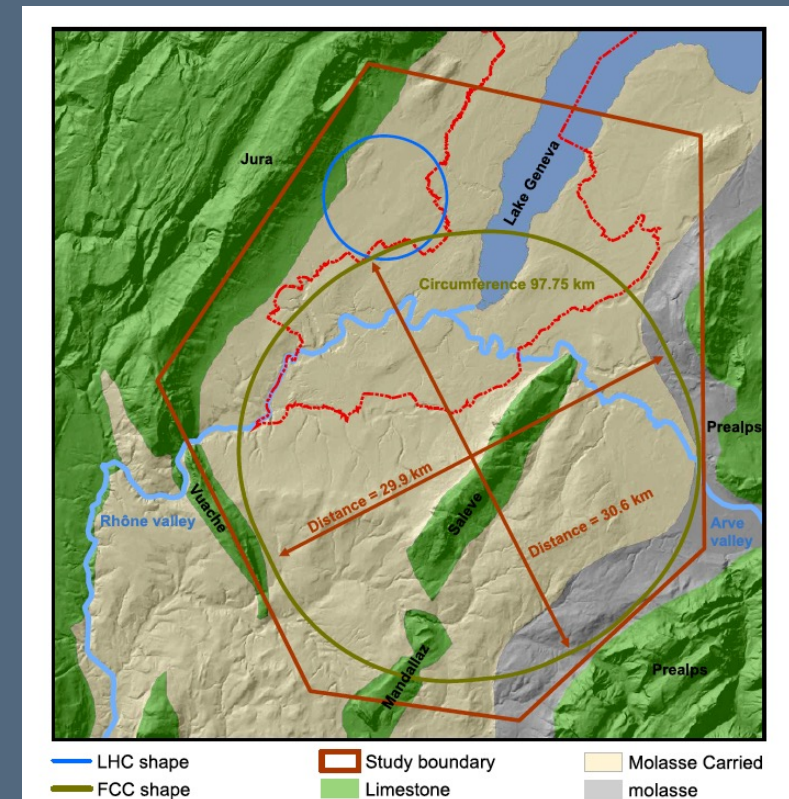 Jura
Lake Geneva
Circumference 97.75 km
Prealps
Distance = 29.9 km
Vuache
Salève
Rhône valley
Distance = 30.6 km
Arve
valley
Mandallaz
Prealps
LHC shape
Study boundary
Molasse Carried
FCC shape
Limestone
molasse